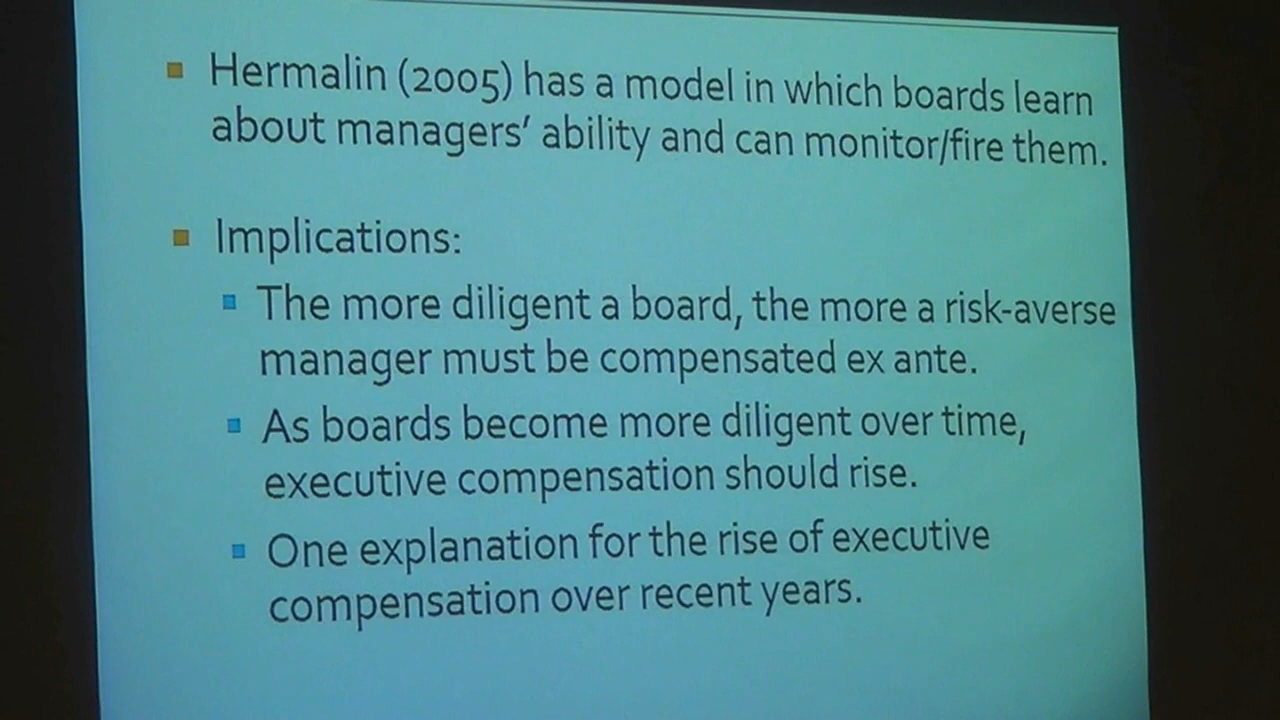 Hermalin (2005) has a model in which boards learn
about managers' ability and can monitor/fire them.
Implications:
The more diligent a board, the more a risk-averse
manager must be compensated ex ante.
As boards become more diligent over time,
executive compensation should rise.
One explanation for the rise of executive
compensation over recent years.